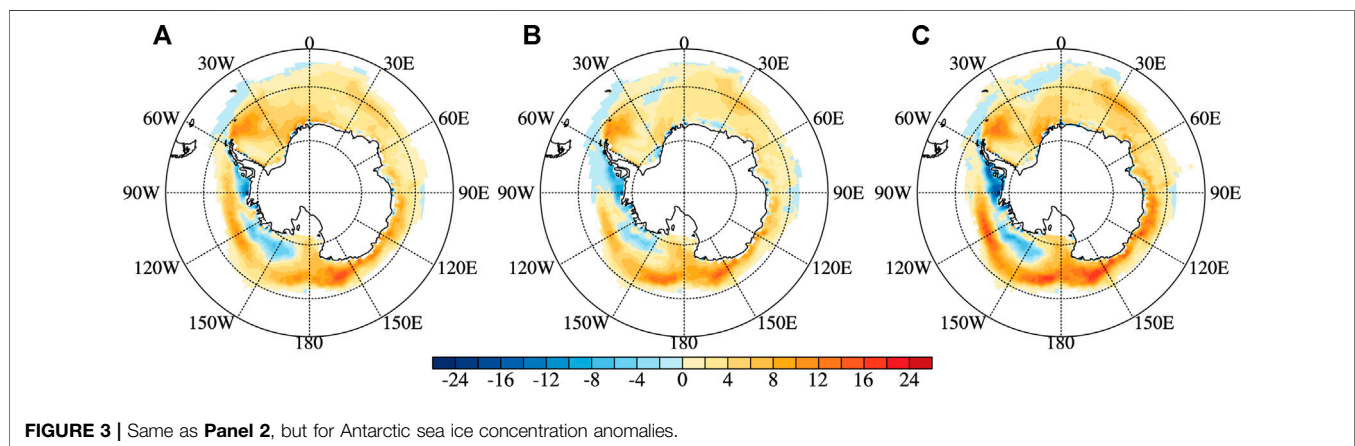 A
B
C
0
0
0
30W
30E
30W
30E
30W
30E
60W
60E
60W
60E
60W
60E
90W
90E
90W
90E
90W
90E
120W
120E
120W
120E
120W
120E
150W
150E
150W
150E
150W
150E
180
180
180
-24 -16 -12 -8 -4 0 4 8 12 16 24
FIGURE 3 | Same as Panel 2, but for Antarctic sea ice concentration anomalies.